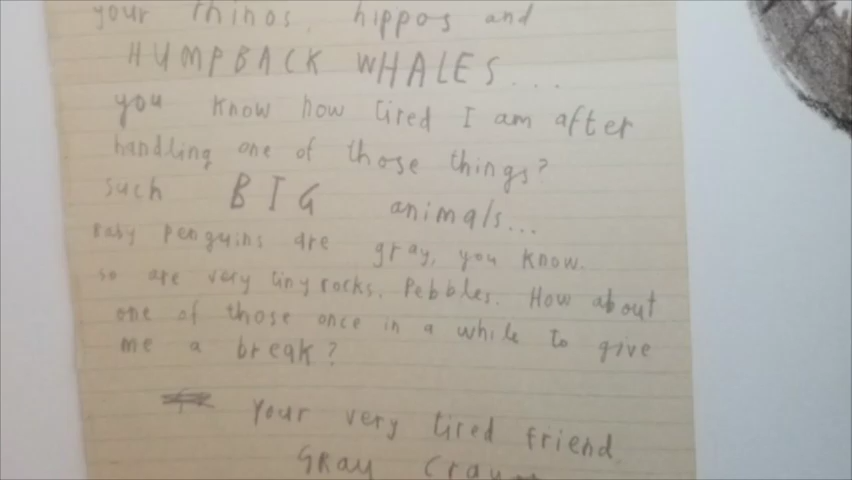 your rhinos, hippos and
HUMPBACK WHALES...
you know how tired I am after
handling one of those things?
such BIG animals...
Baby penguins are gray, you know.
so are very tiny rocks. Pebbles. How about
one of those once in a while to give
me a break?
Your very tired friend,
GRay Crayon